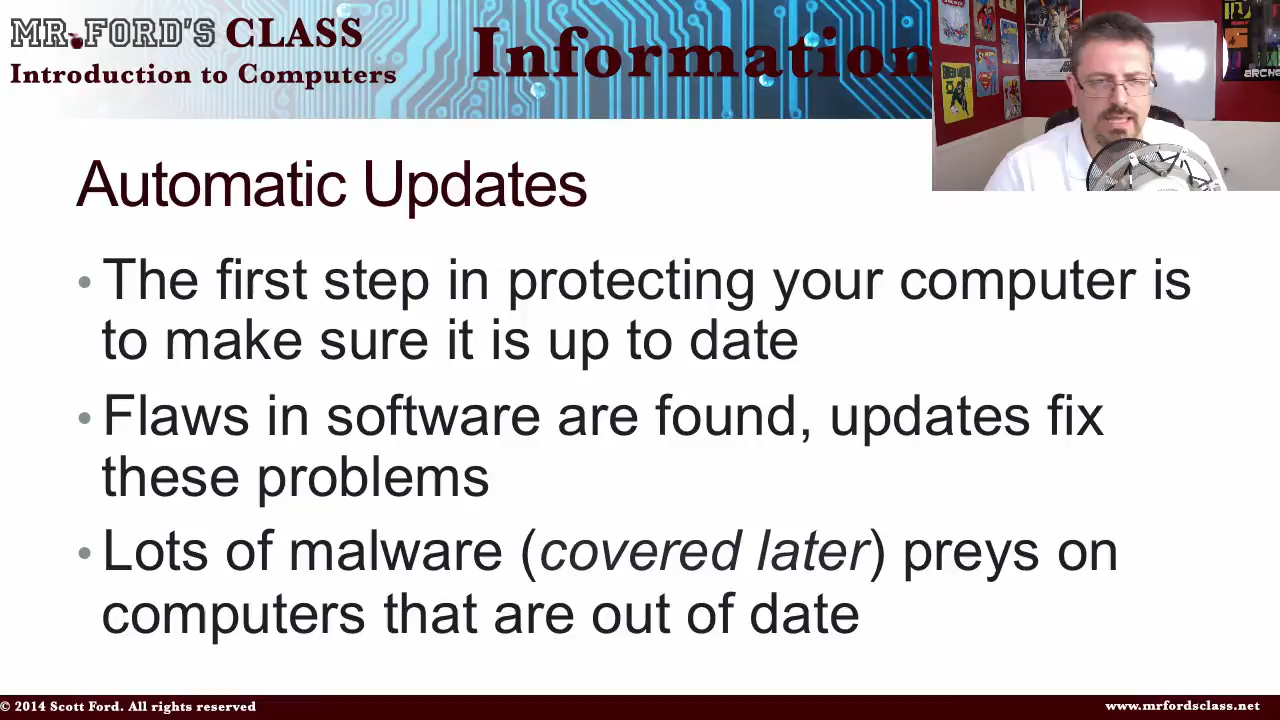 MR. FORD'S CLASS
Introduction to Computers
Information
Automatic Updates
• The first step in protecting your computer is
to make sure it is up to date
• Flaws in software are found, updates fix
these problems
• Lots of malware (covered later) preys on
computers that are out of date
© 2014 Scott Ford. All rights reserved
www.mrfordsclass.net